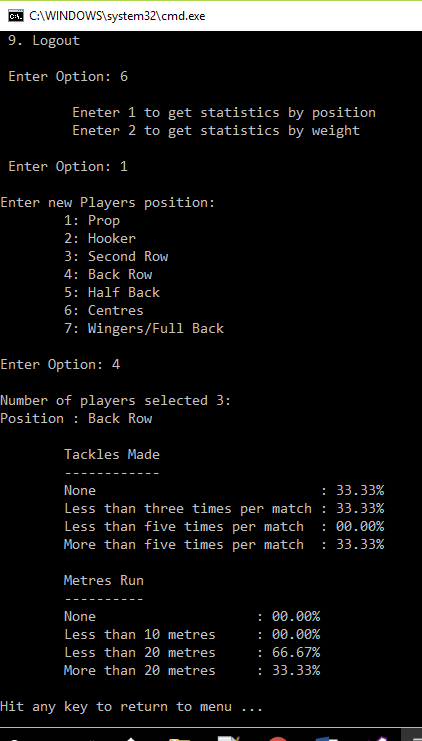 C:\WINDOWS\system32\cmd.exe
9. Logout
Enter Option: 6
Eneter 1 to get statistics by position
Eneter 2 to get statistics by weight
Enter Option: 1
Enter new Players position:
1: Prop
2: Hooker
3: Second Row
4: Back Row
5: Half Back
6: Centres
7: Wingers/Full Back
Enter Option: 4
Number of players selected 3:
Position : Back Row
Tackles Made
------------
None : 33.33%
Less than three times per match : 33.33%
Less than five times per match : 00.00%
More than five times per match : 33.33%
Metres Run
----------
None : 00.00%
Less than 10 metres : 00.00%
Less than 20 metres : 66.67%
More than 20 metres : 33.33%
Hit any key to return to menu ...